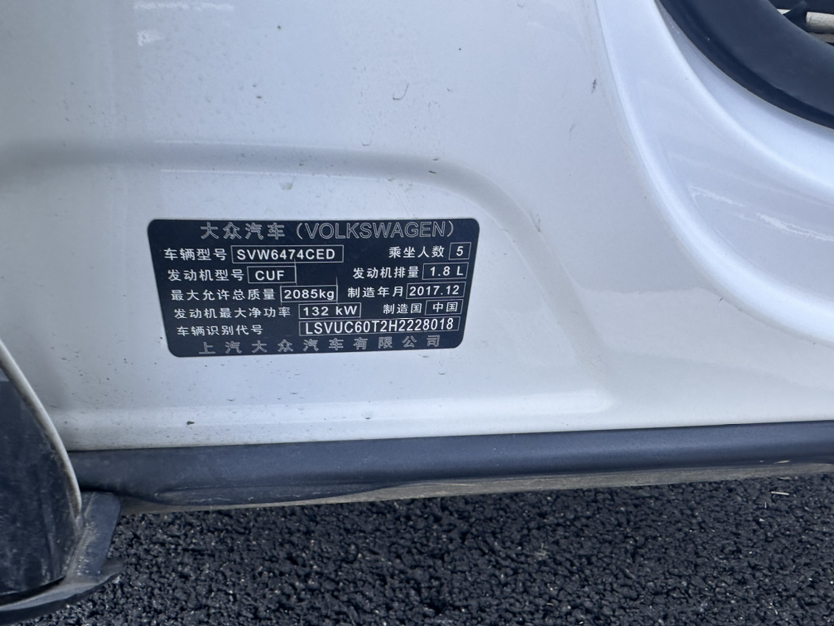 大众汽车（VOLKSWAGEN）
车辆型号 SVW6474CED 乘坐人数 5
发动机型号 CUF 发动机排量 1.8 L
最大允许总质量 2085kg 制造年月 2017.12
发动机最大净功率 132 kW 制造国 中国
车辆识别代号 LSVUC60T2H2228018
上汽大众汽车有限公司